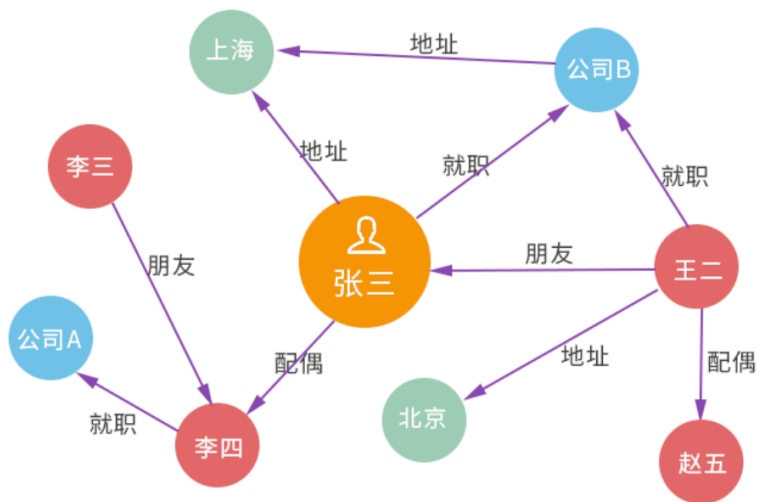 上海
地址
公司B
地址
就职
李三
就职
朋友
张三
朋友
王二
公司A
配偶
地址
配偶
就职
北京
李四
赵五